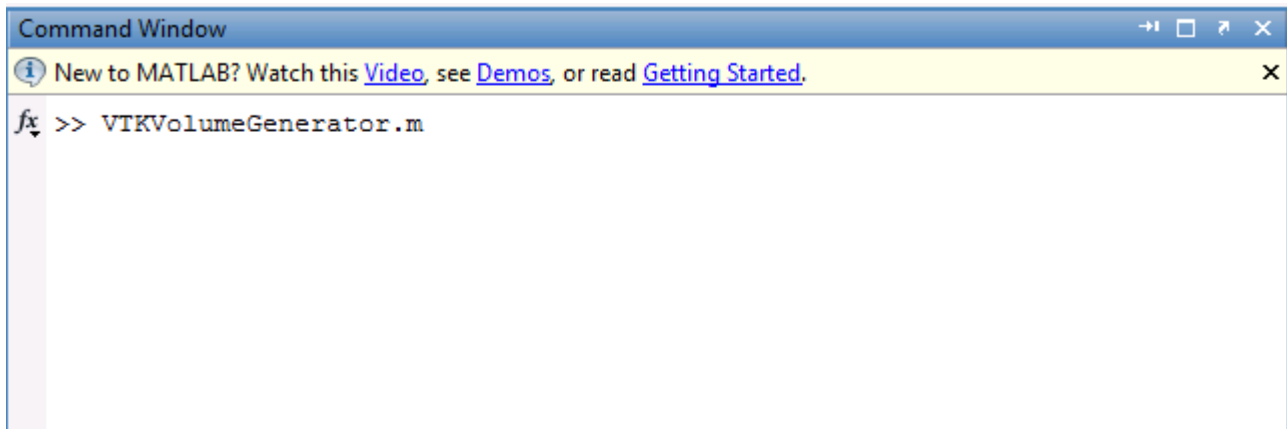 Command Window
New to MATLAB? Watch this Video, see Demos, or read Getting Started.
fx >> VTKVolumeGenerator.m